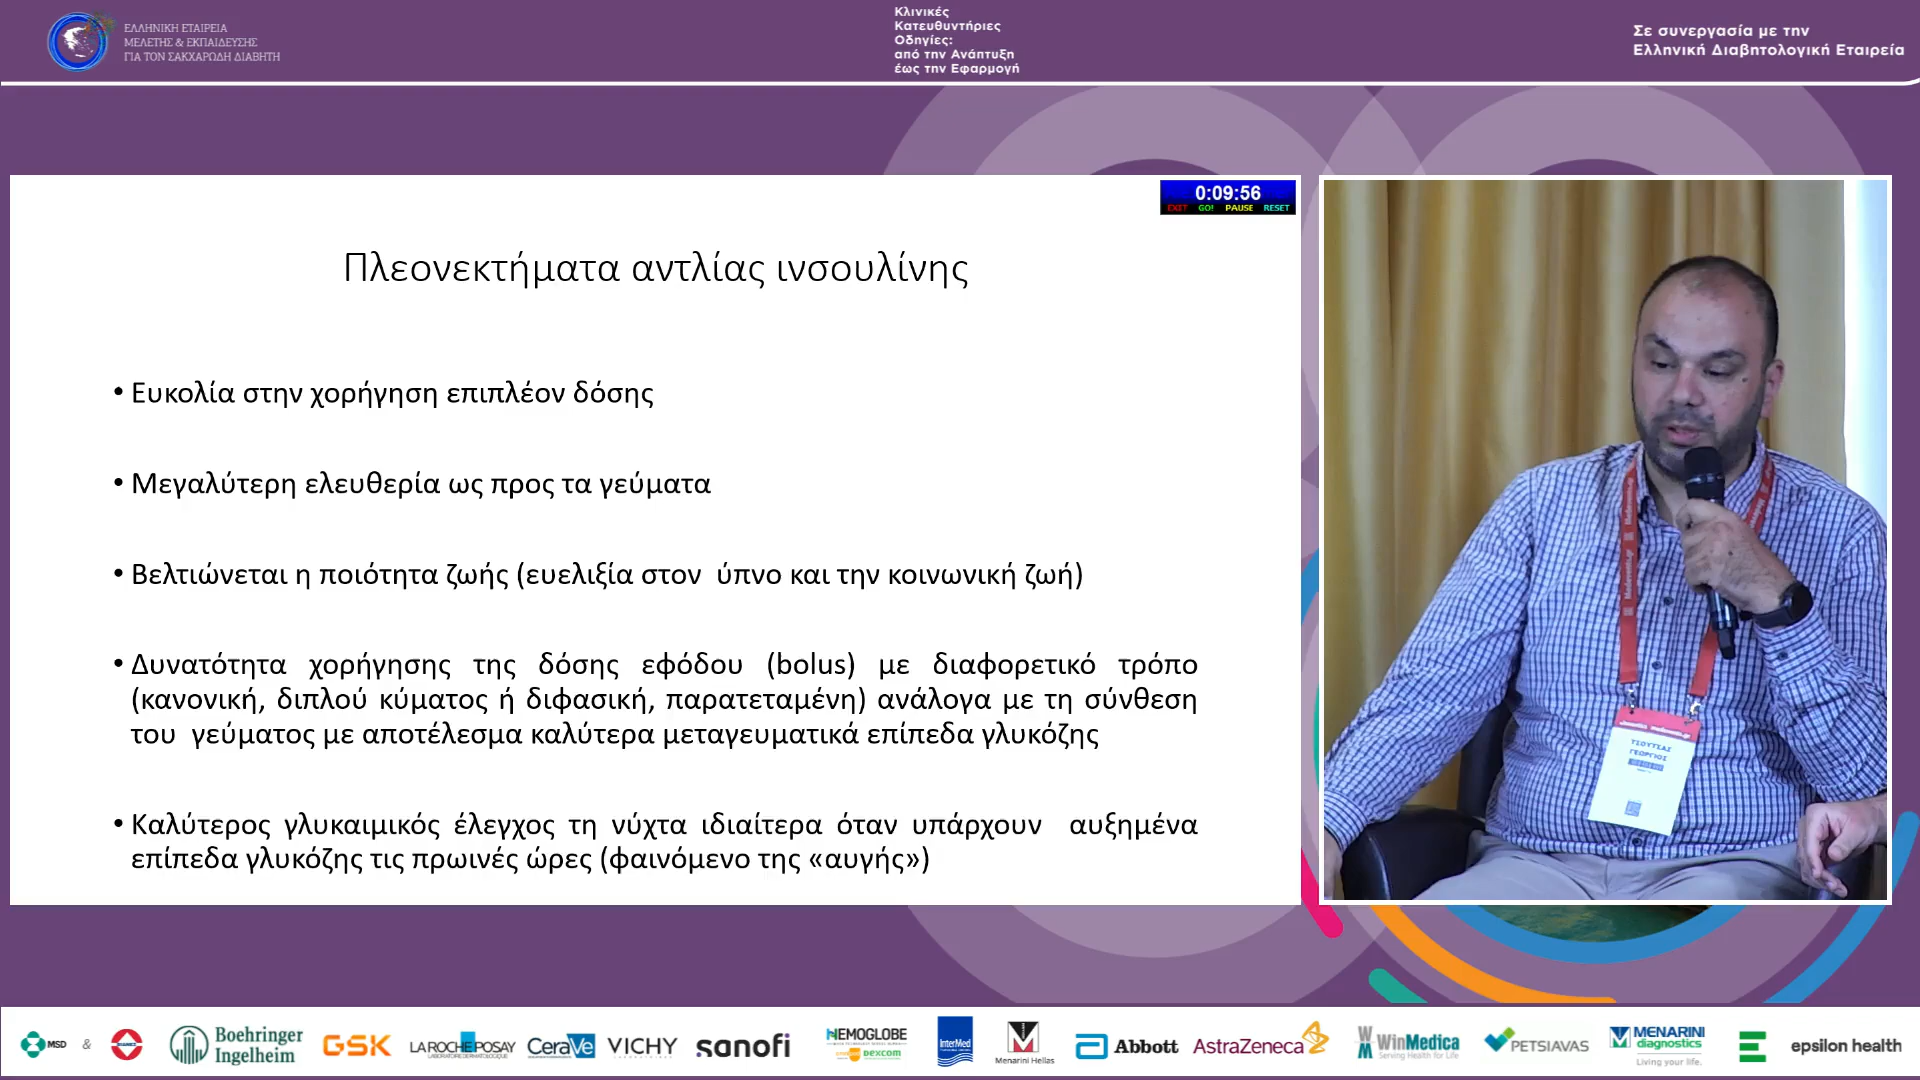 ΕΛΛΗΝΙΚΗ ΕΤΑΙΡΕΙΑ
ΜΕΛΕΤΗΣ & ΕΚΠΑΙΔΕΥΣΗΣ
ΓΙΑ ΤΟΝ ΣΑΚΧΑΡΩΔΗ ΔΙΑΒΗΤΗ
Κλινικές
Κατευθυντήριες
Οδηγίες:
από την Ανάπτυξη
έως την Εφαρμογή
Σε συνεργασία με την
Ελληνική Διαβητολογική Εταιρεία
0:09:56
EXIT GO! PAUSE RESET
Πλεονεκτήματα αντλίας ινσουλίνης
• Ευκολία στην χορήγηση επιπλέον δόσης
• Μεγαλύτερη ελευθερία ως προς τα γεύματα
• Βελτιώνεται η ποιότητα ζωής (ευελιξία στον ύπνο και την κοινωνική ζωή)
• Δυνατότητα χορήγησης της δόσης εφόδου (bolus) με διαφορετικό τρόπο
(κανονική, διπλού κύματος ή διφασική, παρατεταμένη) ανάλογα με τη σύνθεση
του γεύματος με αποτέλεσμα καλύτερα μεταγευματικά επίπεδα γλυκόζης
• Καλύτερος γλυκαιμικός έλεγχος τη νύχτα ιδιαίτερα όταν υπάρχουν αυξημένα
επίπεδα γλυκόζης τις πρωινές ώρες (φαινόμενο της «αυγής»)
ΤΣΟΥΤΣΑΣ
ΓΕΩΡΓΙΟΣ
MSD &
Boehringer
Ingelheim
GSK
LA ROCHE POSAY
LABORATOIRE DERMATOLOGIQUE
CeraVe
VICHY
LABORATOIRES
sanofi
HEMOGLOBE
dexcom
InterMed
Menarini Hellas
Abbott
AstraZeneca
WinMedica
Serving Health for Life
PETSIAVAS
MENARINI
diagnostics
Living your life.
epsilon health